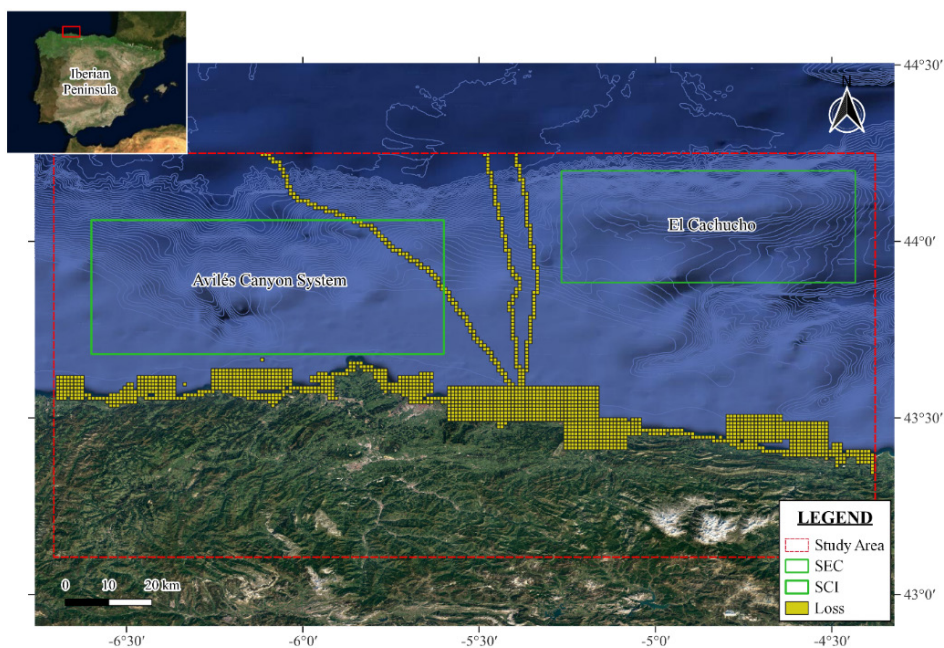 Iberian
Peninsula
44°30'
N
El Cachucho
44°0'
Avilés Canyon System
43°30'
LEGEND
Study Area
SEC
SCI
Loss
0 10 20 km
43°0'
-6°30' -6°0' -5°30' -5°0' -4°30'